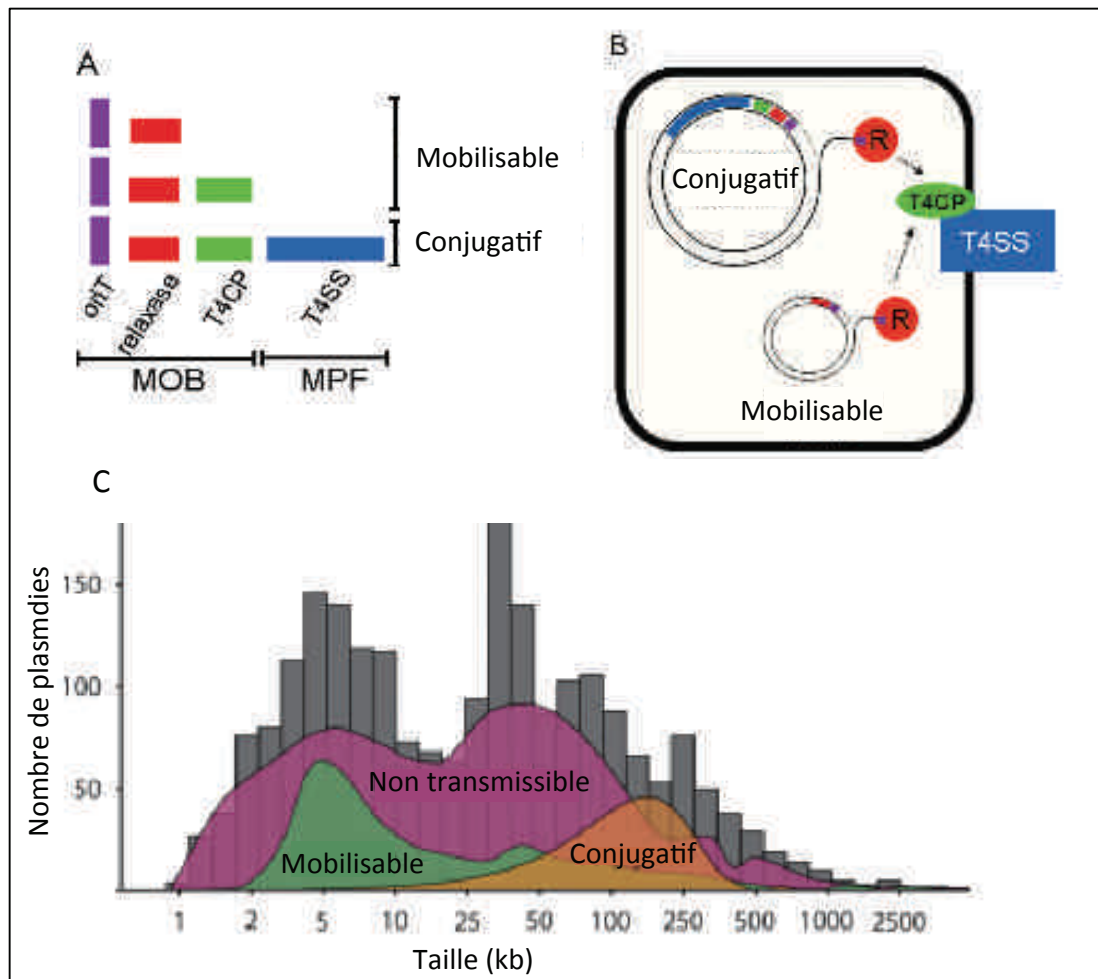 A
Mobilisable
Conjugatif
oriT
relaxase
T4CP
T4SS
MOB
MPF
B
Conjugatif
R
T4CP
T4SS
R
Mobilisable
C
Nombre de plasmdies
150
100
50
Non transmissible
Mobilisable
Conjugatif
1 2 5 10 25 50 100 250 500 1000 2500
Taille (kb)